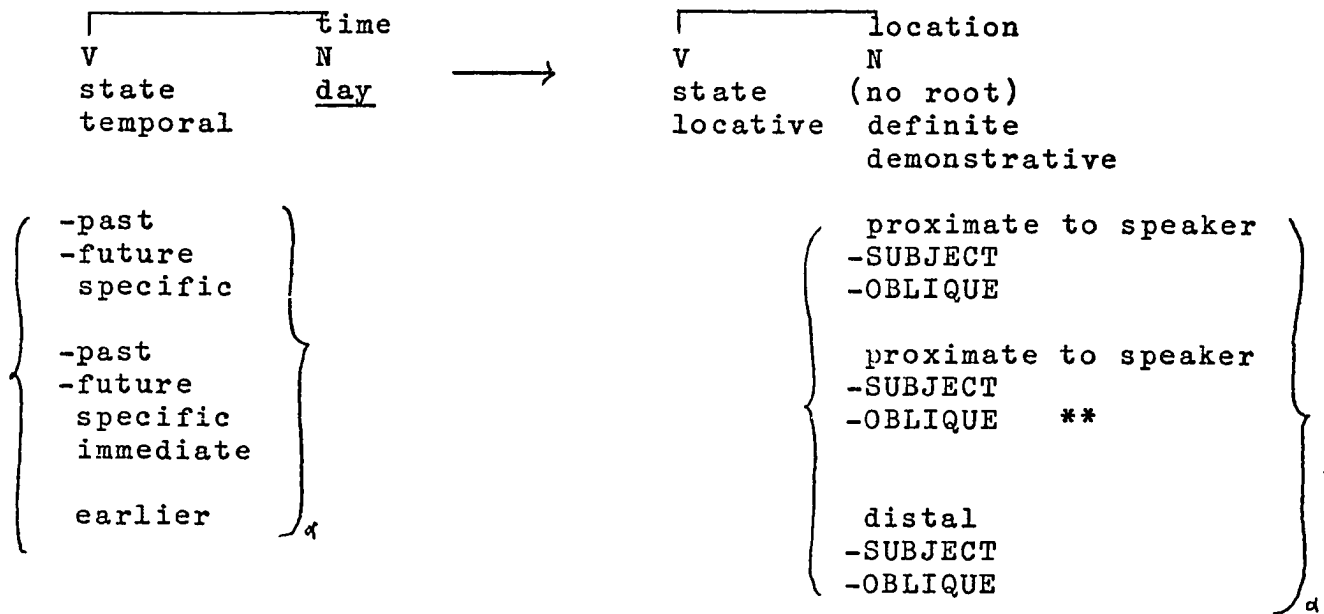 time location
V N ⟶ V N
state day state (no root)
temporal locative definite
demonstrative
-past proximate to speaker
-future -SUBJECT
specific -OBLIQUE
-past proximate to speaker
-future -SUBJECT
specific -OBLIQUE **
immediate
earlier distal
α -SUBJECT
-OBLIQUE
α